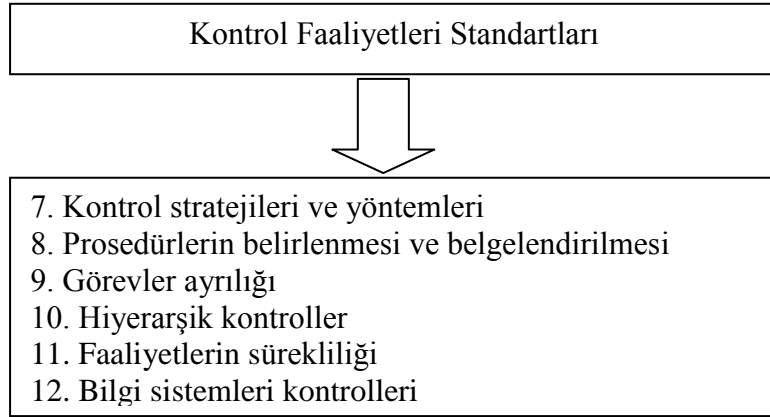 Kontrol Faaliyetleri Standartları
7. Kontrol stratejileri ve yöntemleri
8. Prosedürlerin belirlenmesi ve belgelendirilmesi
9. Görevler ayrılığı
10. Hiyerarşik kontroller
11. Faaliyetlerin sürekliliği
12. Bilgi sistemleri kontrolleri